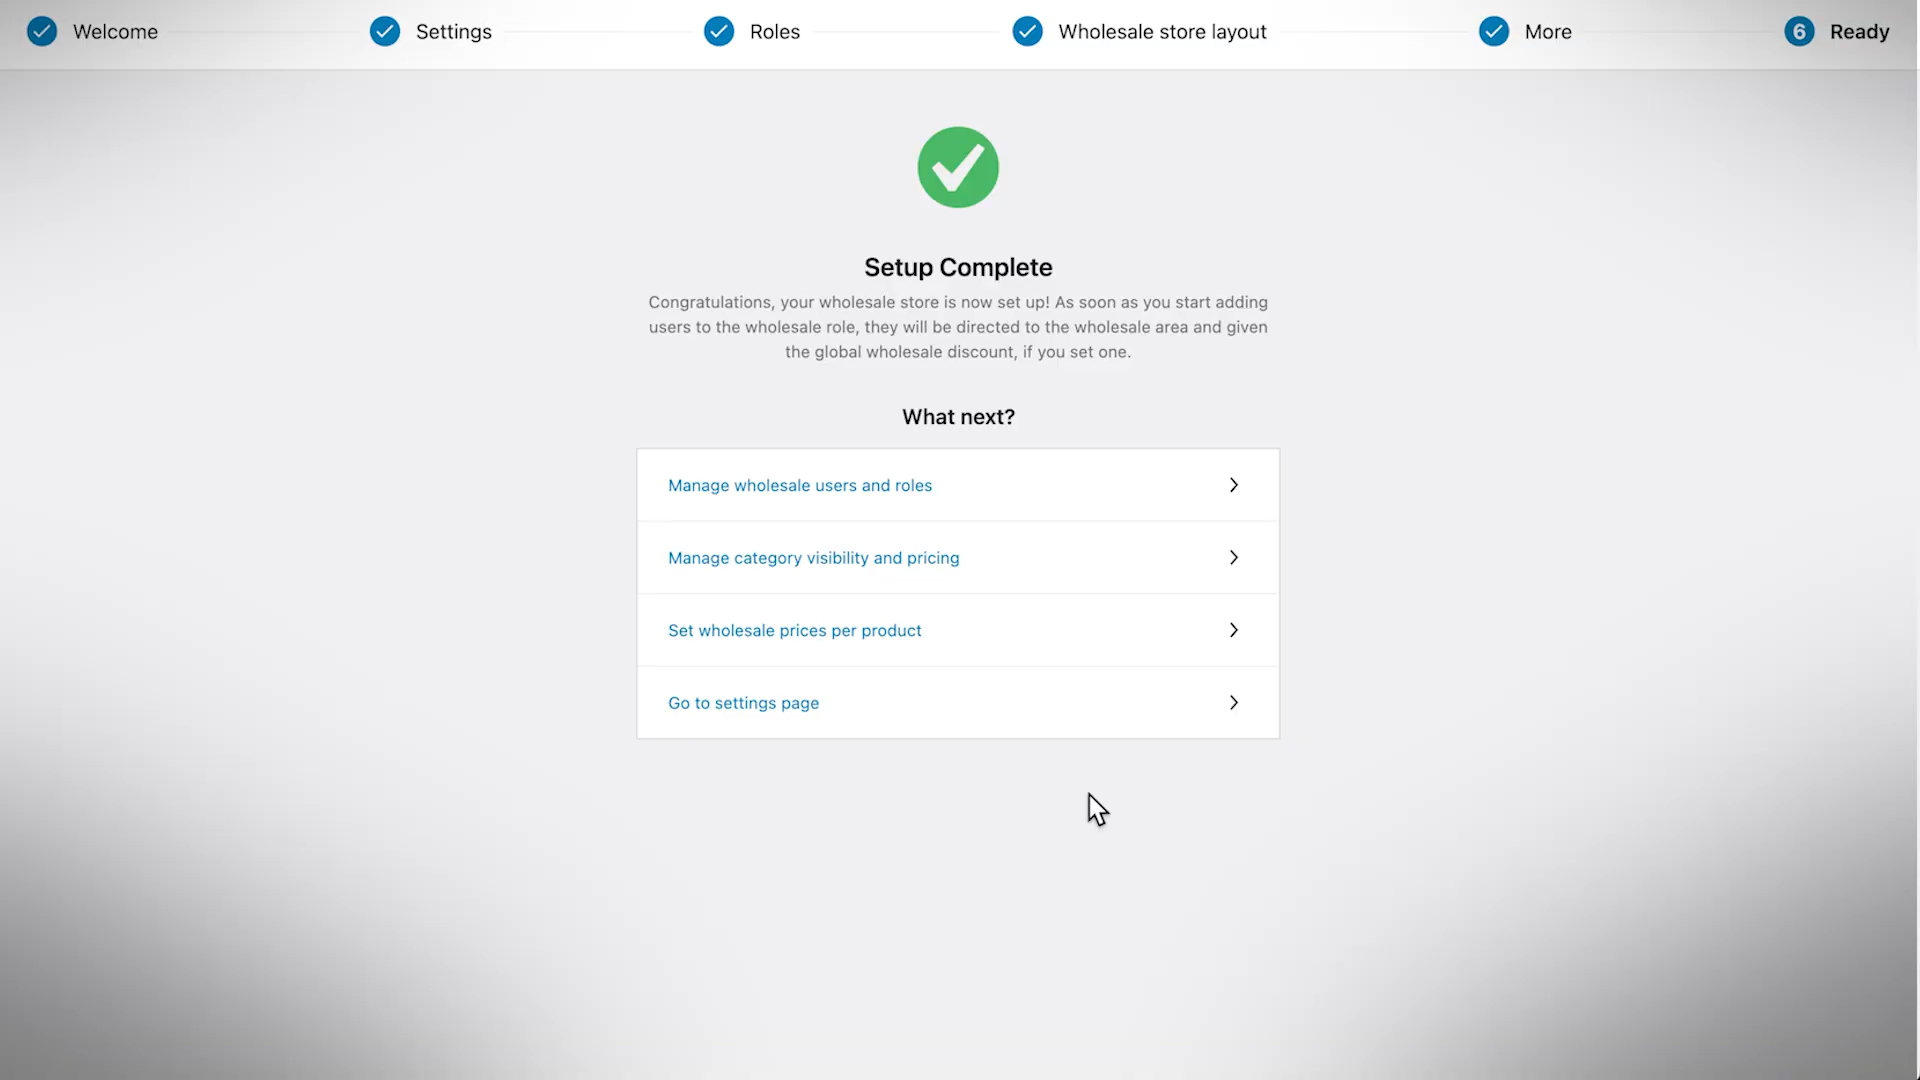 Welcome
Settings
Roles
Wholesale store layout
More
6 Ready
Setup Complete
Congratulations, your wholesale store is now set up! As soon as you start adding
users to the wholesale role, they will be directed to the wholesale area and given
the global wholesale discount, if you set one.
What next?
Manage wholesale users and roles
Manage category visibility and pricing
Set wholesale prices per product
Go to settings page